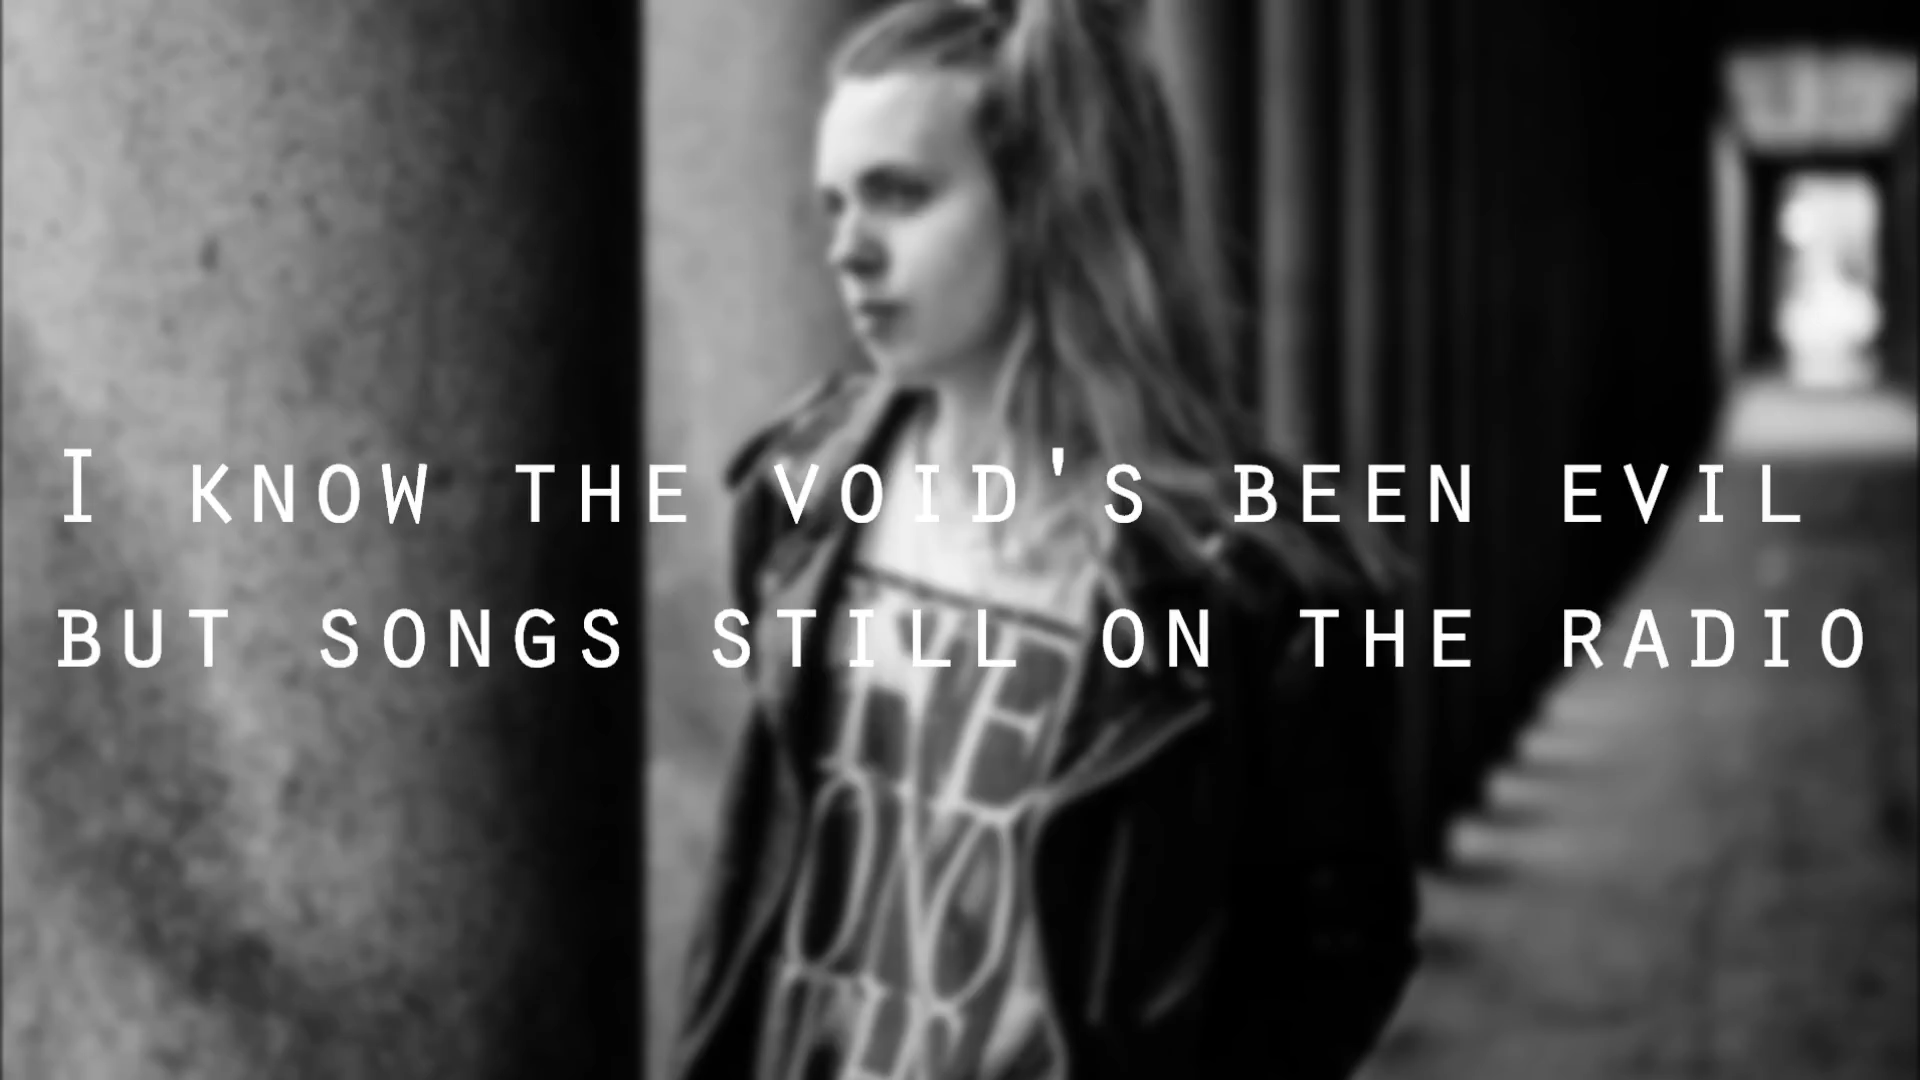 I KNOW THE VOID'S BEEN EVIL
BUT SONGS STILL ON THE RADIO